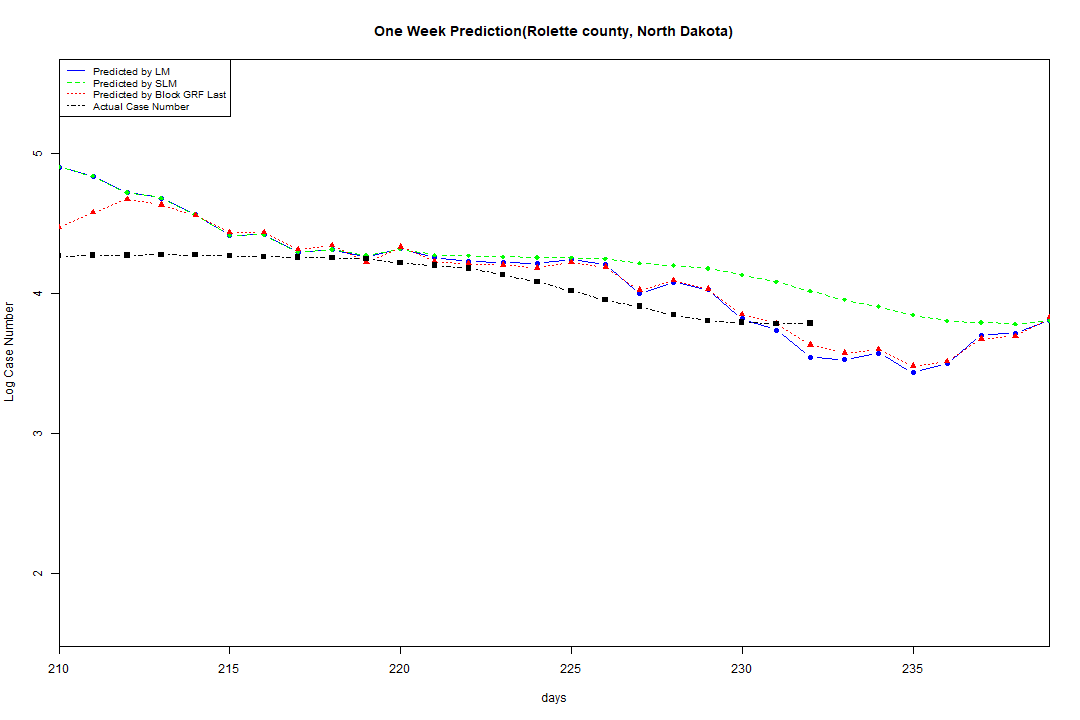 One Week Prediction(Rolette county, North Dakota)
Predicted by LM
Predicted by SLM
Predicted by Block GRF Last
Actual Case Number
5
4
3
2
Log Case Number
210 215 220 225 230 235
days